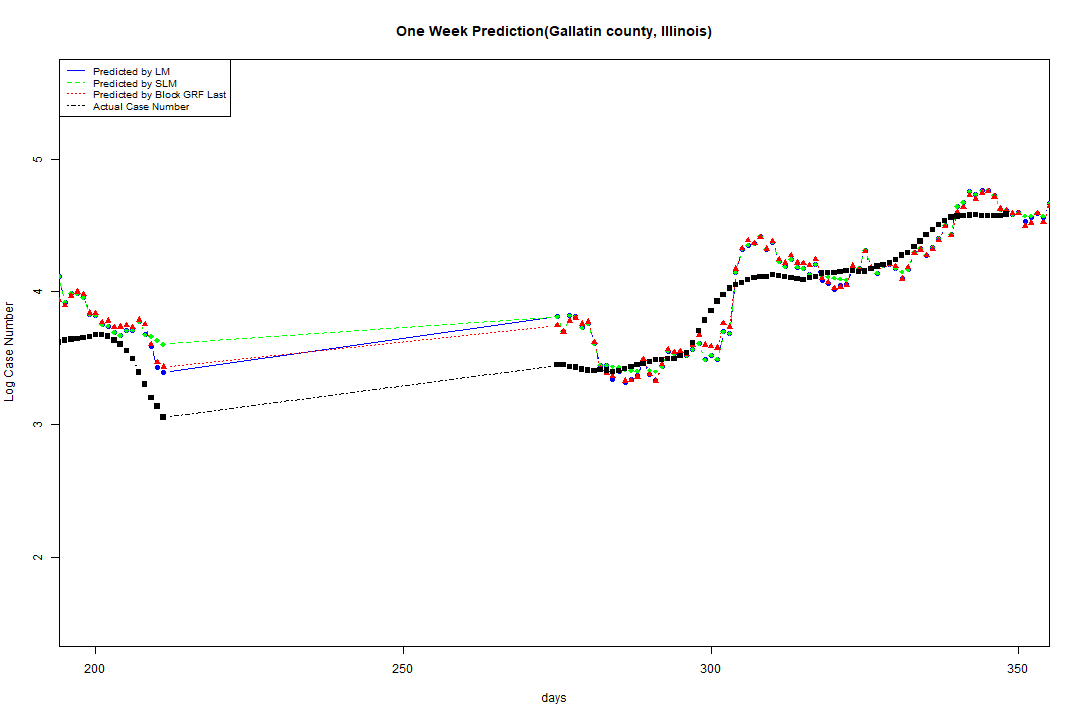 One Week Prediction(Gallatin county, Illinois)
Predicted by LM
Predicted by SLM
Predicted by Block GRF Last
Actual Case Number
5
4
3
2
Log Case Number
200 250 300 350
days